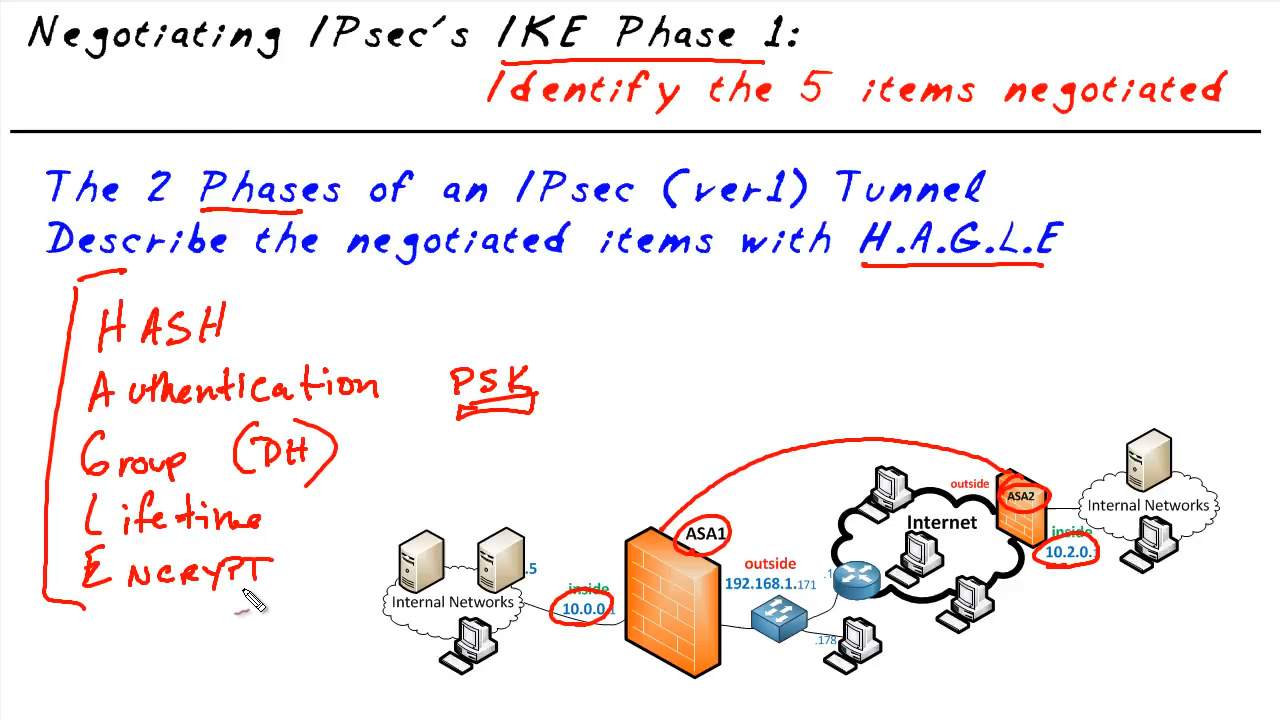 Negotiating IPsec's IKE Phase 1:
Identify the 5 items negotiated
The 2 Phases of an IPsec (ver1) Tunnel
Describe the negotiated items with H.A.G.L.E
HASH
Authentication PSK
Group (DH)
Lifetime
ENCRYPT
Internal Networks
.5
inside
10.0.0.1
ASA1
outside
192.168.1.171
.1
.178
Internet
outside
ASA2
inside
10.2.0.1
Internal Networks